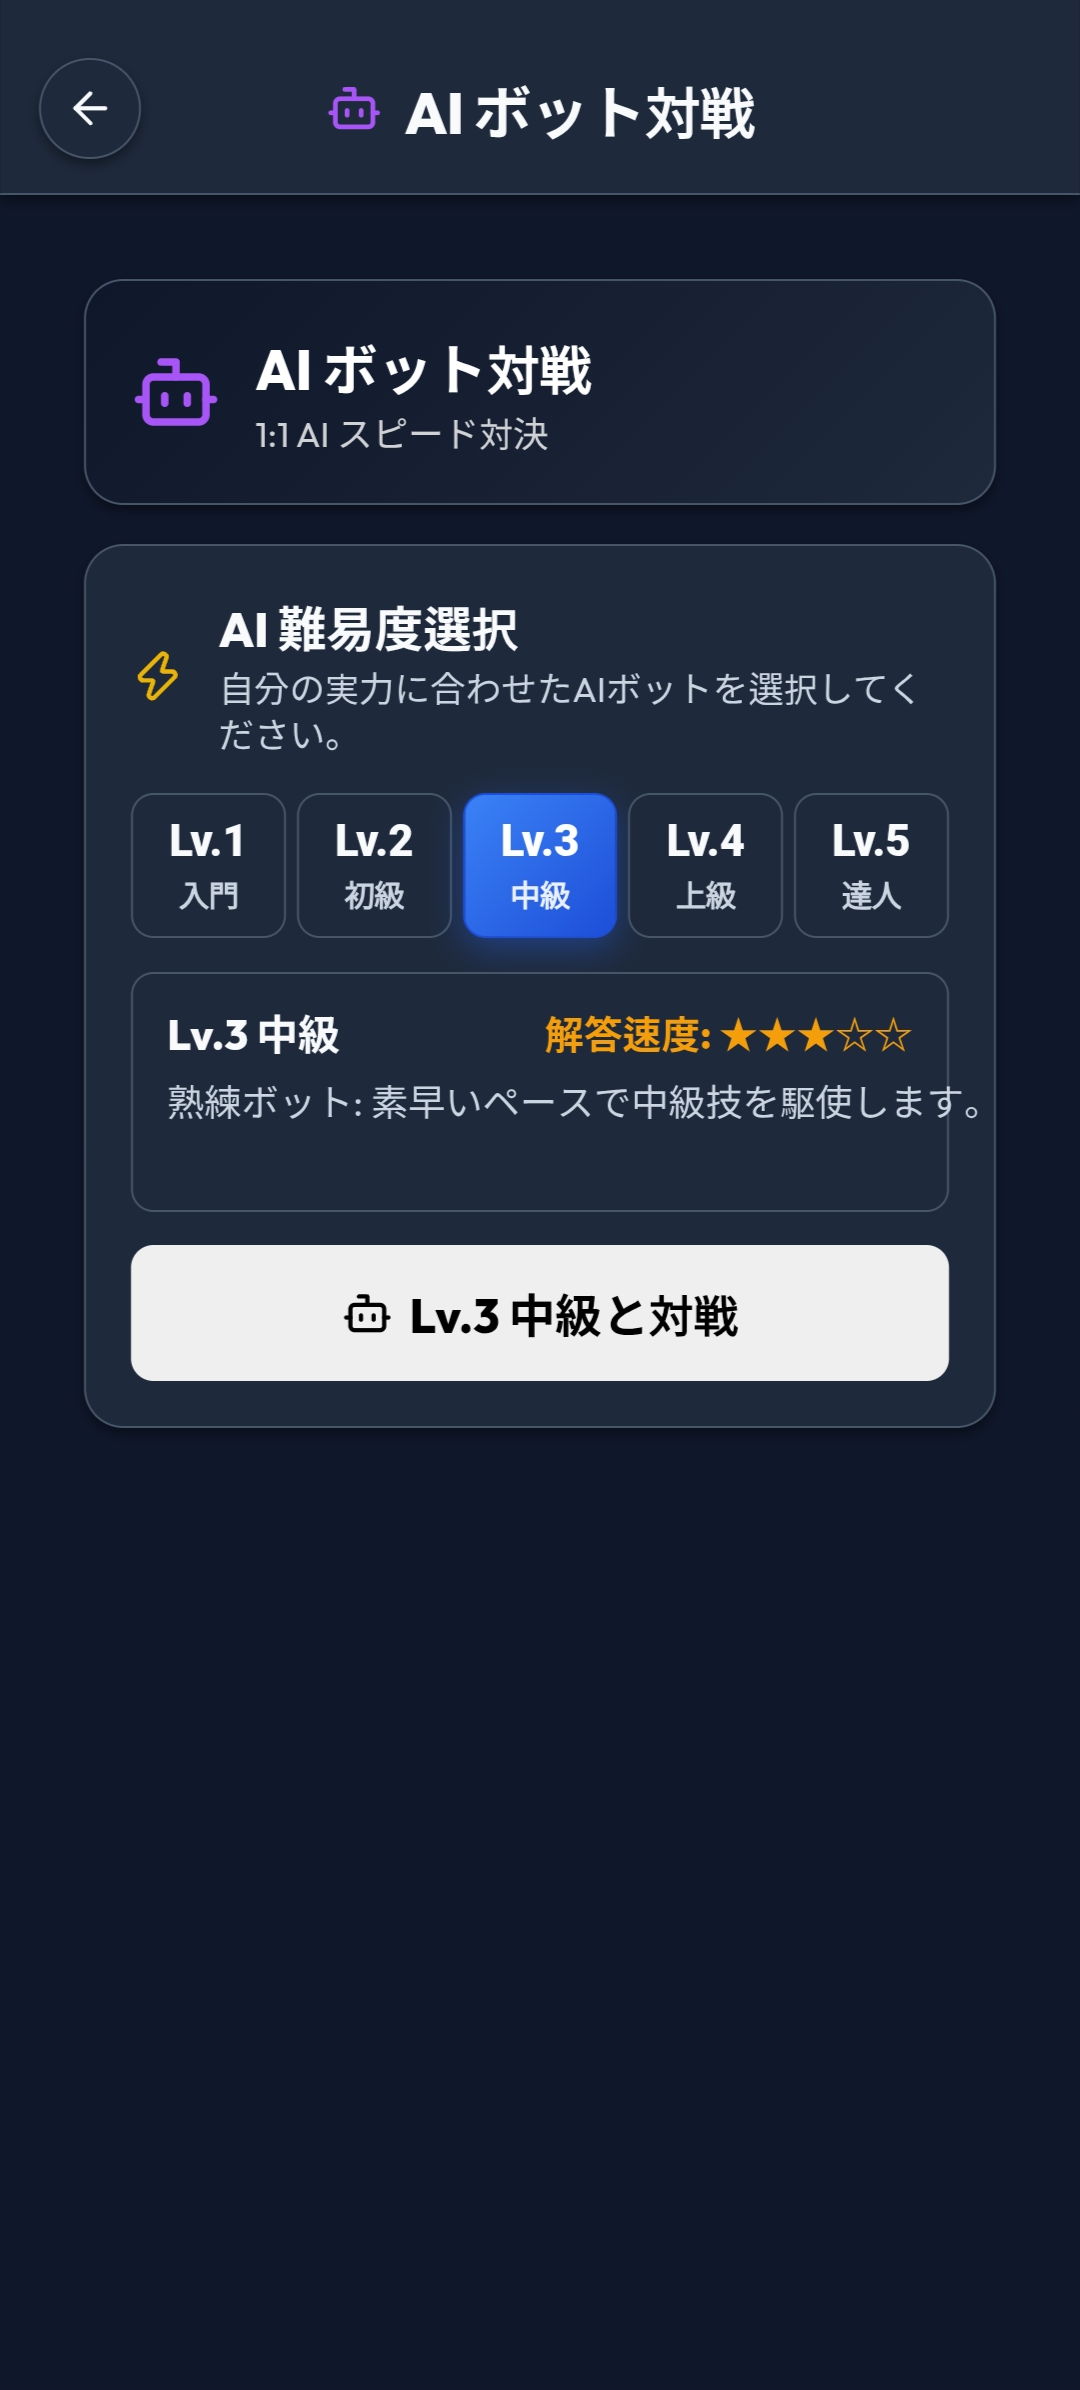 AI ボット対戦
AI ボット対戦
1:1 AI スピード対決
AI 難易度選択
自分の実力に合わせたAIボットを選択してく
ださい。
Lv.1 Lv.2 Lv.3 Lv.4 Lv.5
入門 初級 中級 上級 達人
Lv.3 中級 解答速度: ★★★☆☆
熟練ボット: 素早いペースで中級技を駆使します。
Lv.3 中級と対戦